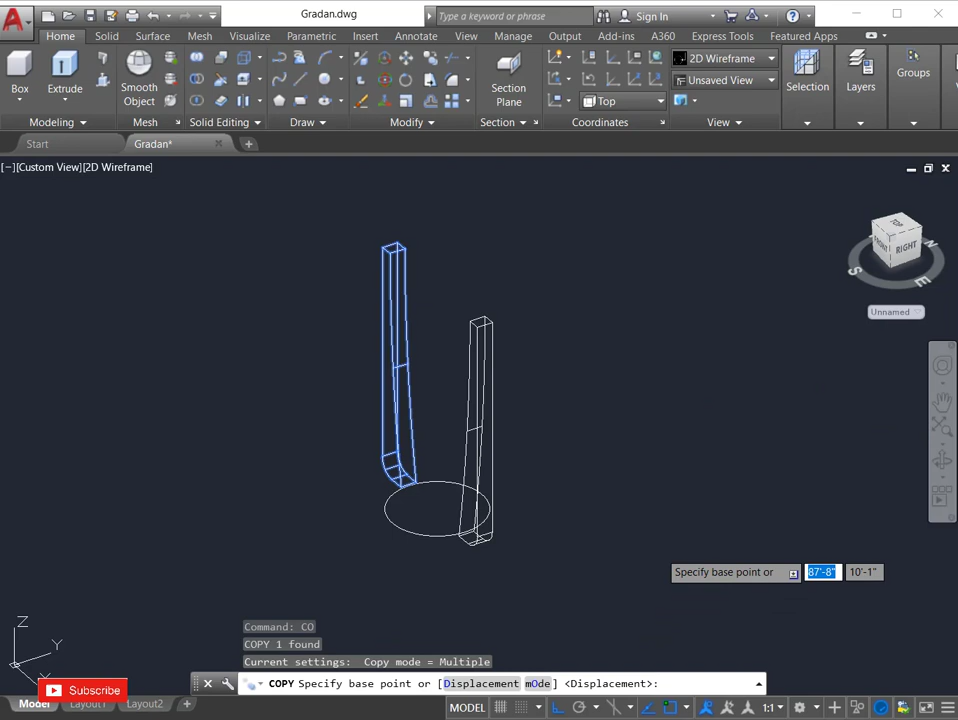 A Gradan.dwg Type a keyword or phrase Sign In
Home Solid Surface Mesh Visualize Parametric Insert Annotate View Manage Output Add-ins A360 Express Tools Featured Apps
Box Extrude Smooth Object Section Plane 2D Wireframe Unsaved View Top Selection Layers Groups
Modeling Mesh Solid Editing Draw Modify Section Coordinates View
Start Gradan*
[−][Custom View][2D Wireframe]
TOP
FRONT RIGHT
N
S
E
Unnamed
Specify base point or 87'-8" 10'-1"
Command: CO
COPY 1 found
Current settings: Copy mode = Multiple
COPY Specify base point or [Displacement mOde] <Displacement>:
Z
Y
X
Subscribe
Model Layout1 Layout2 MODEL 1:1